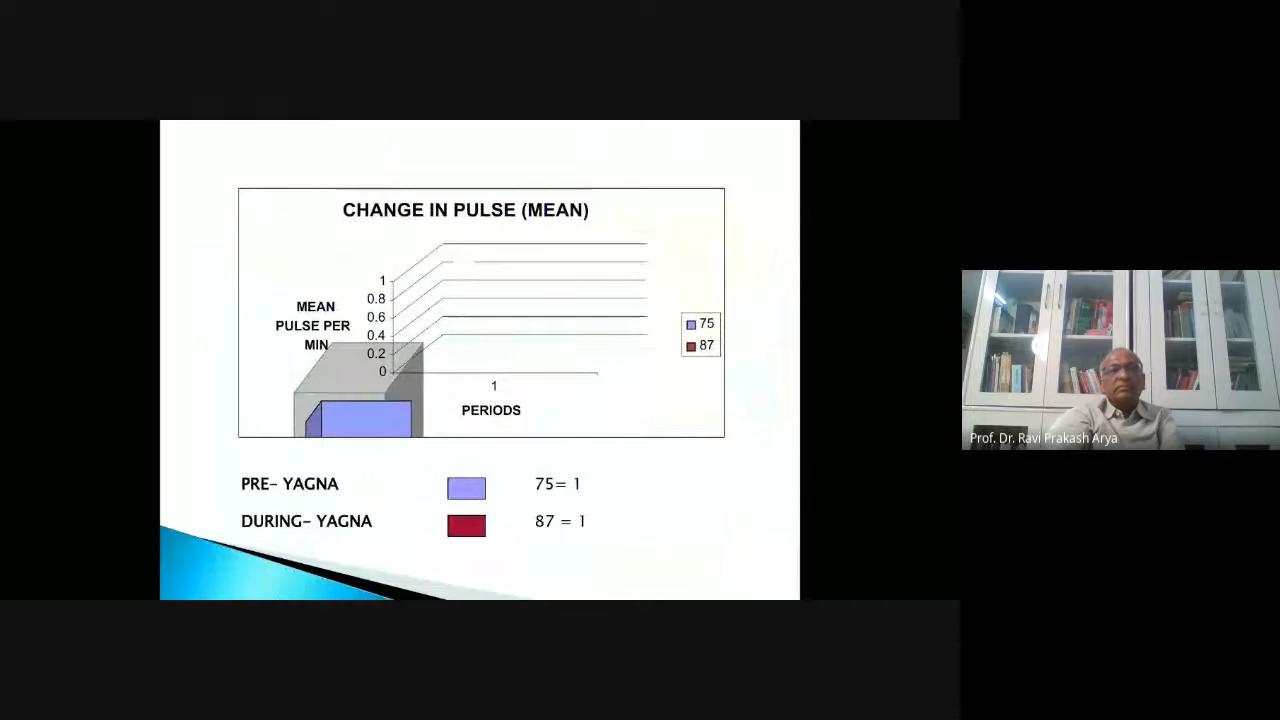 CHANGE IN PULSE (MEAN)
MEAN
PULSE PER
MIN
1
0.8
0.6
0.4
0.2
0
1
PERIODS
75
87
PRE- YAGNA 75= 1
DURING- YAGNA 87 = 1
Prof. Dr. Ravi Prakash Arya